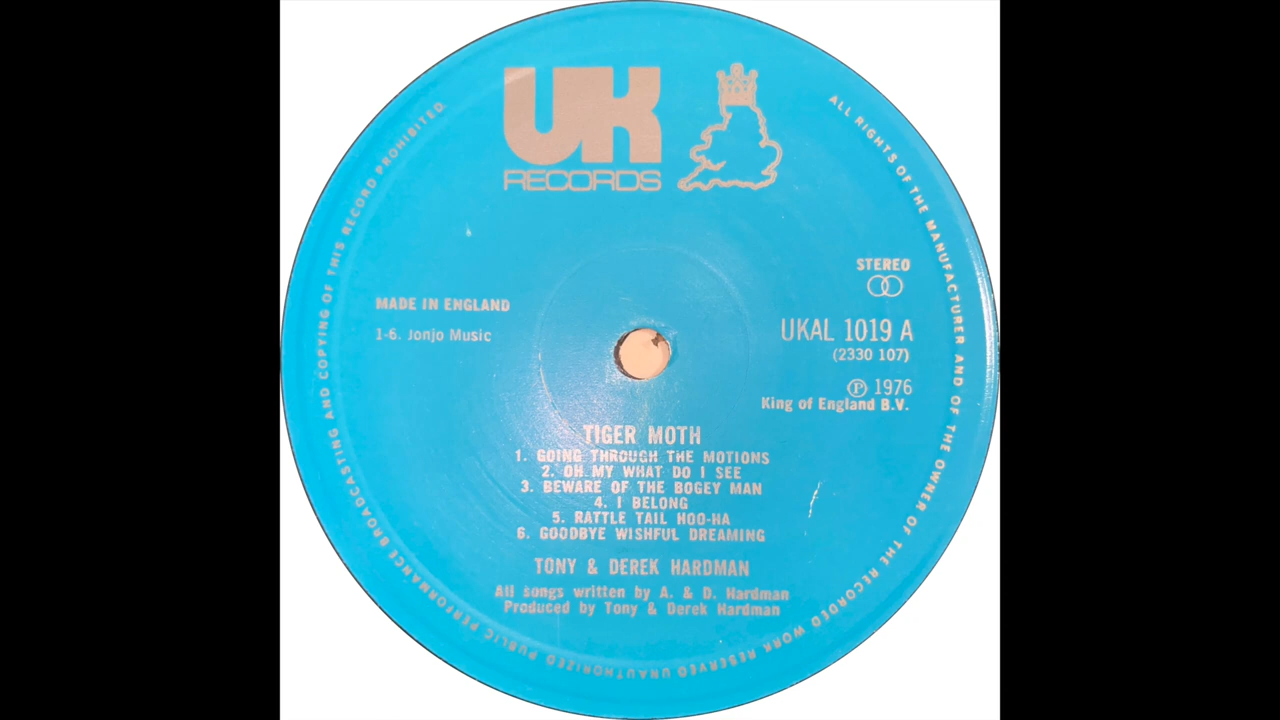 UK
RECORDS
ALL RIGHTS OF THE MANUFACTURER AND OF THE OWNER OF THE RECORDED WORK RESERVED UNAUTHORIZED PUBLIC PERFORMANCE BROADCASTING AND COPYING OF THIS RECORD PROHIBITED.
STEREO
MADE IN ENGLAND
1-6. Jonjo Music
UKAL 1019 A
(2330 107)
Ⓟ 1976
King of England B.V.
TIGER MOTH
1. GOING THROUGH THE MOTIONS
2. OH MY WHAT DO I SEE
3. BEWARE OF THE BOGEY MAN
4. I BELONG
5. RATTLE TAIL HOO-HA
6. GOODBYE WISHFUL DREAMING
TONY & DEREK HARDMAN
All songs written by A. & D. Hardman
Produced by Tony & Derek Hardman